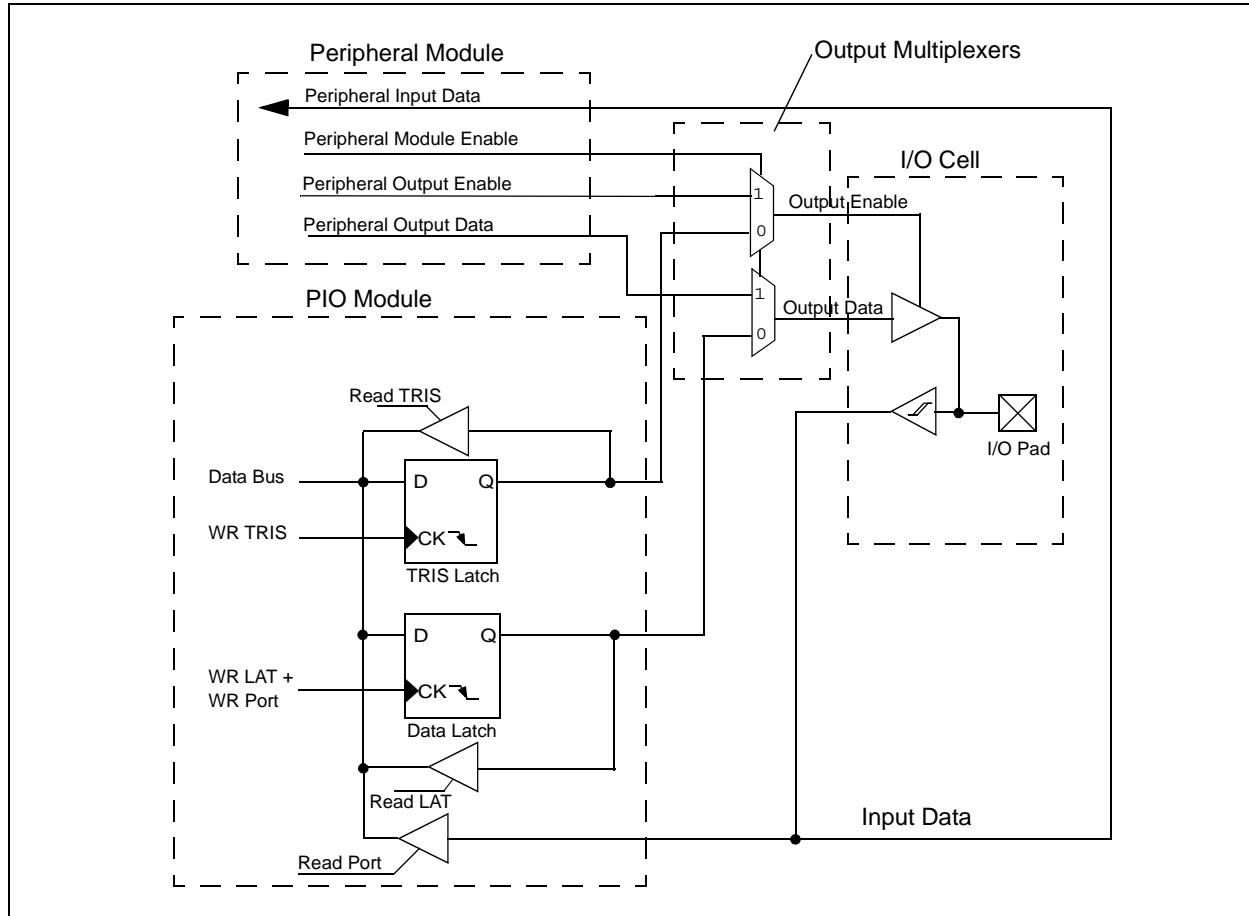 Peripheral Module
Output Multiplexers
Peripheral Input Data
Peripheral Module Enable
I/O Cell
Peripheral Output Enable
1
Output Enable
Peripheral Output Data
0
PIO Module
1
Output Data
0
Read TRIS
I/O Pad
Data Bus
D
Q
WR TRIS
CK
TRIS Latch
D
Q
WR LAT +
WR Port
CK
Data Latch
Read LAT
Input Data
Read Port